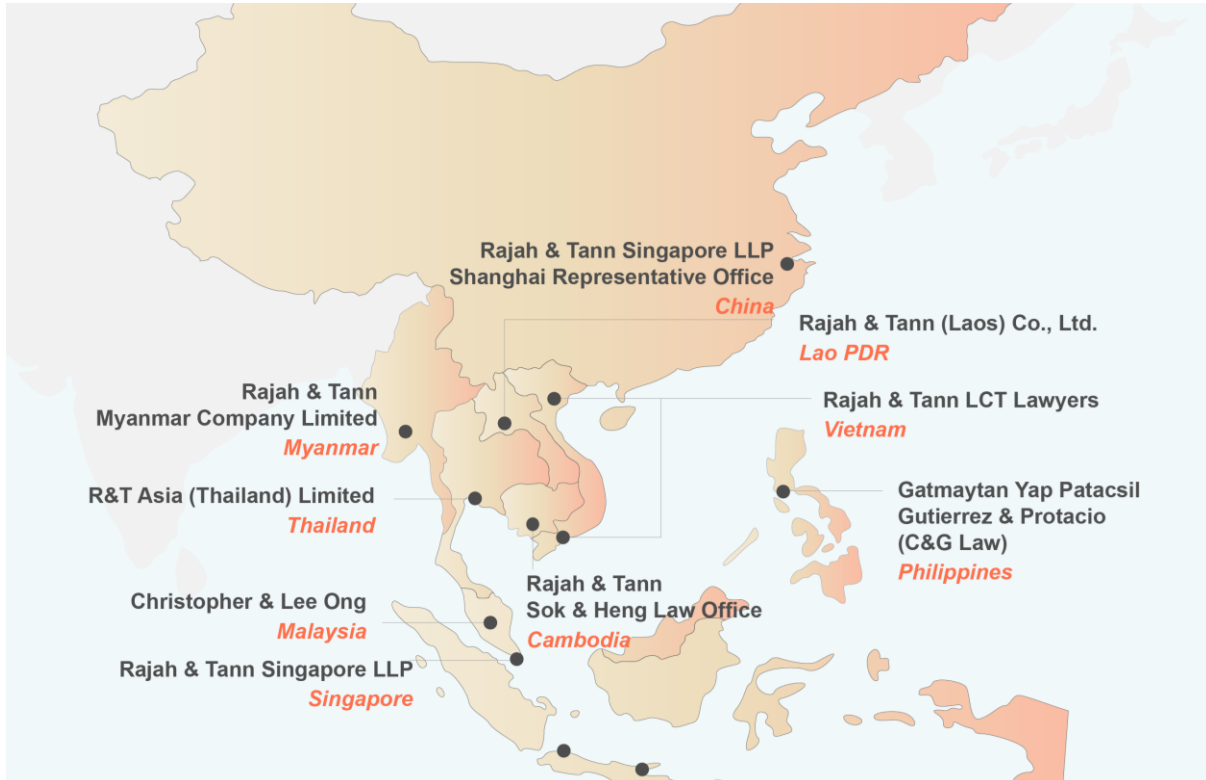 Rajah & Tann Singapore LLP
Shanghai Representative Office
China
Rajah & Tann (Laos) Co., Ltd.
Lao PDR
Rajah & Tann
Myanmar Company Limited
Myanmar
Rajah & Tann LCT Lawyers
Vietnam
R&T Asia (Thailand) Limited
Thailand
Gatmaytan Yap Patacsil
Gutierrez & Protacio
(C&G Law)
Philippines
Rajah & Tann
Sok & Heng Law Office
Cambodia
Christopher & Lee Ong
Malaysia
Rajah & Tann Singapore LLP
Singapore